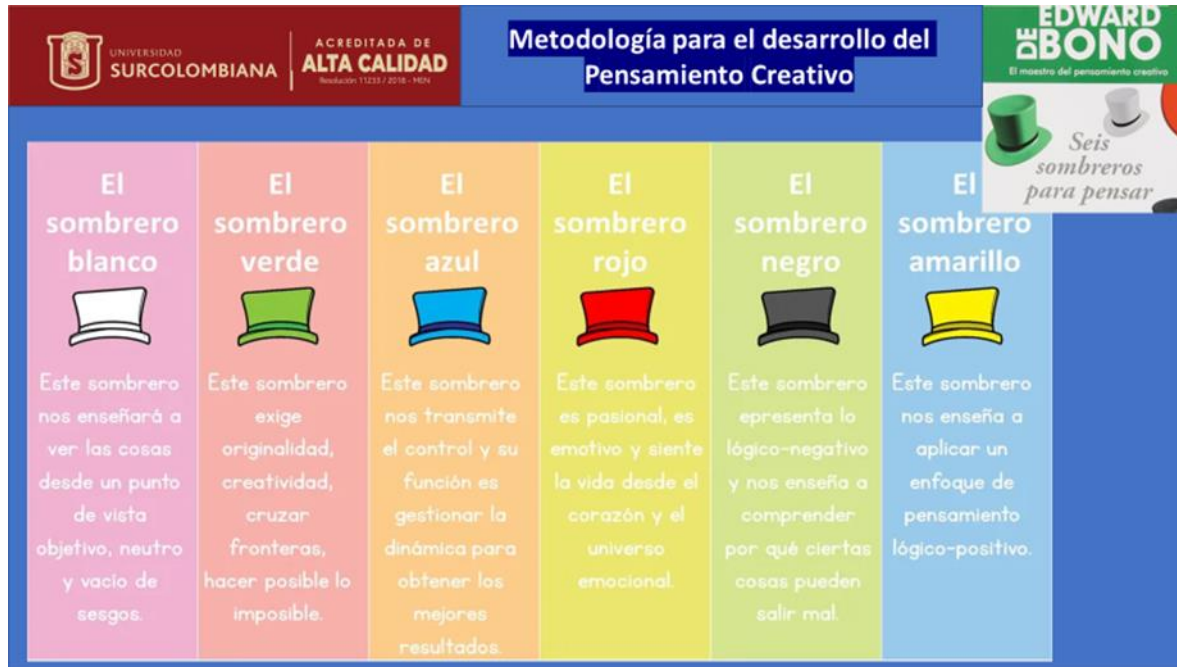 UNIVERSIDAD
SURCOLOMBIANA
ACREDITADA DE
ALTA CALIDAD
Resolución 11233 / 2018 - MEN
Metodología para el desarrollo del
Pensamiento Creativo
EDWARD
DE BONO
El maestro del pensamiento creativo
Seis
sombreros
para pensar
El
sombrero
blanco
Este sombrero
nos enseñará a
ver las cosas
desde un punto
de vista
objetivo, neutro
y vacío de
sesgos.
El
sombrero
verde
Este sombrero
exige
originalidad,
creatividad,
cruzar
fronteras,
hacer posible lo
imposible.
El
sombrero
azul
Este sombrero
nos transmite
el control y su
función es
gestionar la
dinámica para
obtener los
mejores
resultados.
El
sombrero
rojo
Este sombrero
es pasional, es
emotivo y siente
la vida desde el
corazón y el
universo
emocional.
El
sombrero
negro
Este sombrero
epresenta lo
lógico-negativo
y nos enseña a
comprender
por qué ciertas
cosas pueden
salir mal.
El
sombrero
amarillo
Este sombrero
nos enseña a
aplicar un
enfoque de
pensamiento
lógico-positivo.